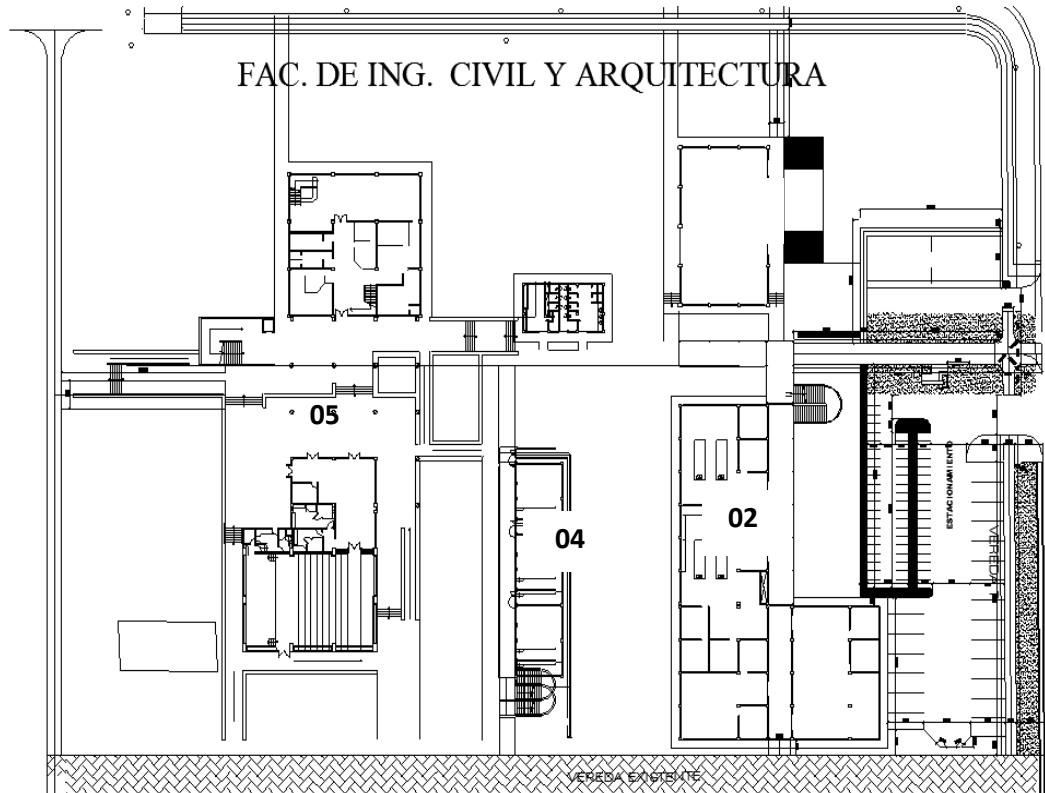 FAC. DE ING. CIVIL Y ARQUITECTURA
05
04
02
ESTACIONAMIENTO
VEREDA
VEREDA EXISTENTE